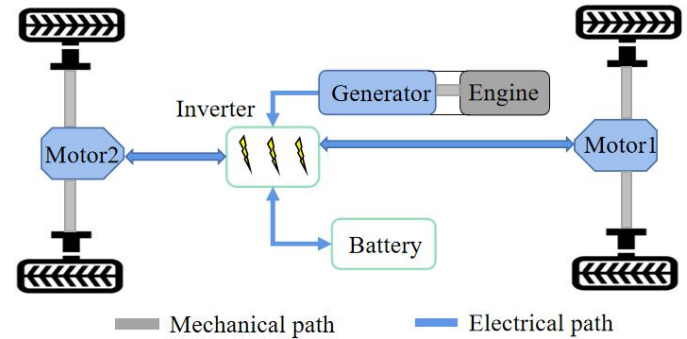 Generator
Engine
Inverter
Motor2
Motor1
Battery
Mechanical path
Electrical path